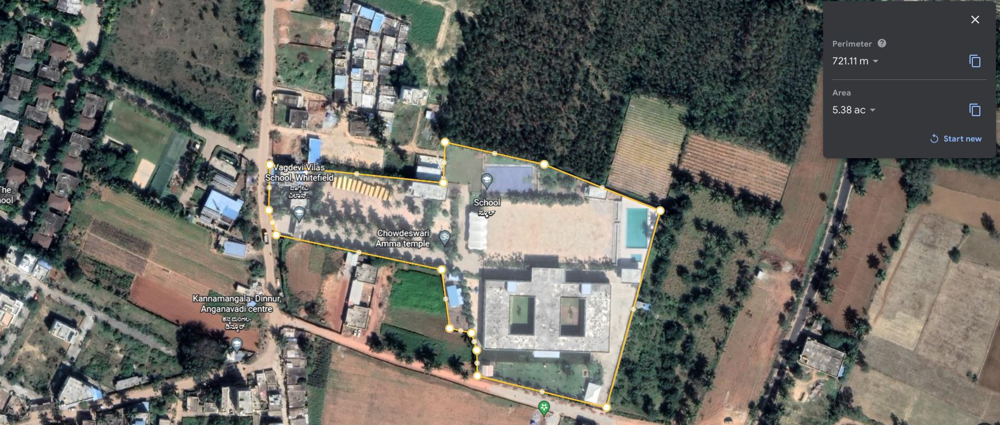 Perimeter
721.11 m
Area
5.38 ac
Start new
Vagdevi Vilas
School, Whitefield
ವಾಗ್ದೇವಿ
ವಿಲಾಸ್...
School
ಸ್ಕೂಲ್
Chowdeswari
Amma temple
The
ool
Kannamangala- Dinnur,
Anganavadi centre
ಕನ್ನಮಂಗಲ-
ಡಿನ್ನೂರ್...